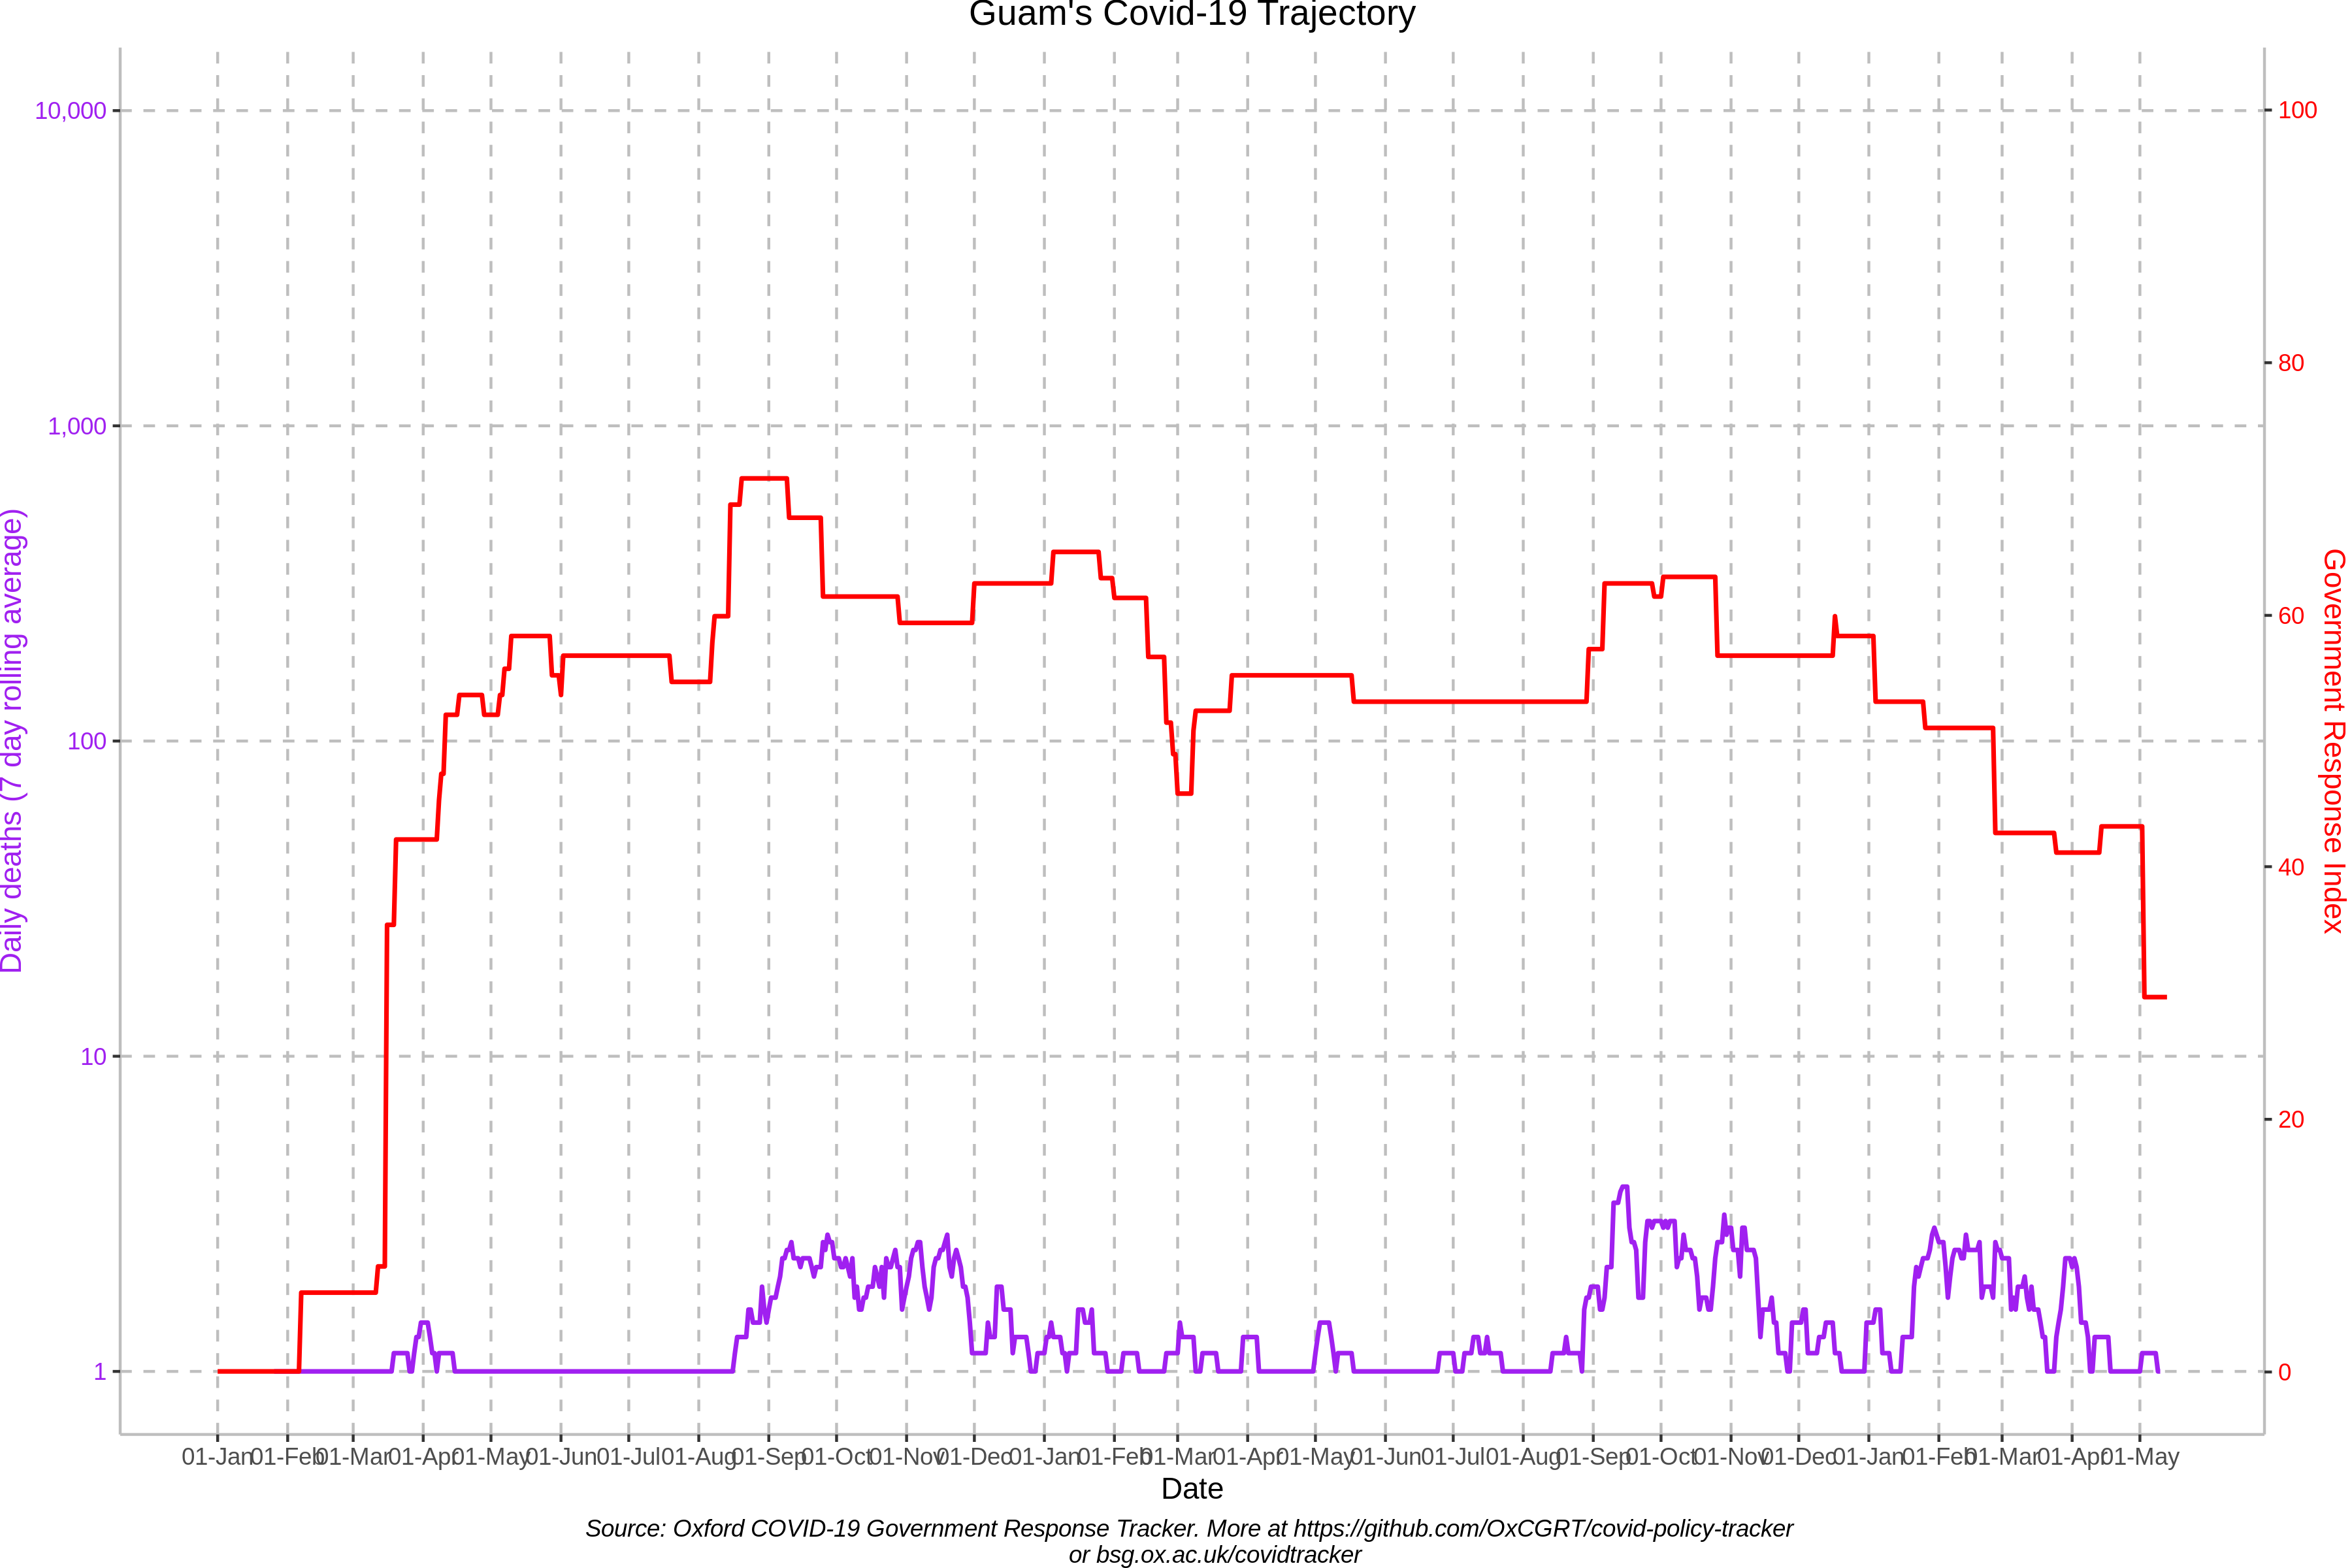 Guam's Covid-19 Trajectory
10,000
1,000
100
10
1
Daily deaths (7 day rolling average)
100
80
60
40
20
0
Government Response Index
01-Jan 01-Feb 01-Mar 01-Apr 01-May 01-Jun 01-Jul 01-Aug 01-Sep 01-Oct 01-Nov 01-Dec 01-Jan 01-Feb 01-Mar 01-Apr 01-May 01-Jun 01-Jul 01-Aug 01-Sep 01-Oct 01-Nov 01-Dec 01-Jan 01-Feb 01-Mar 01-Apr 01-May
Date
Source: Oxford COVID-19 Government Response Tracker. More at https://github.com/OxCGRT/covid-policy-tracker
or bsg.ox.ac.uk/covidtracker